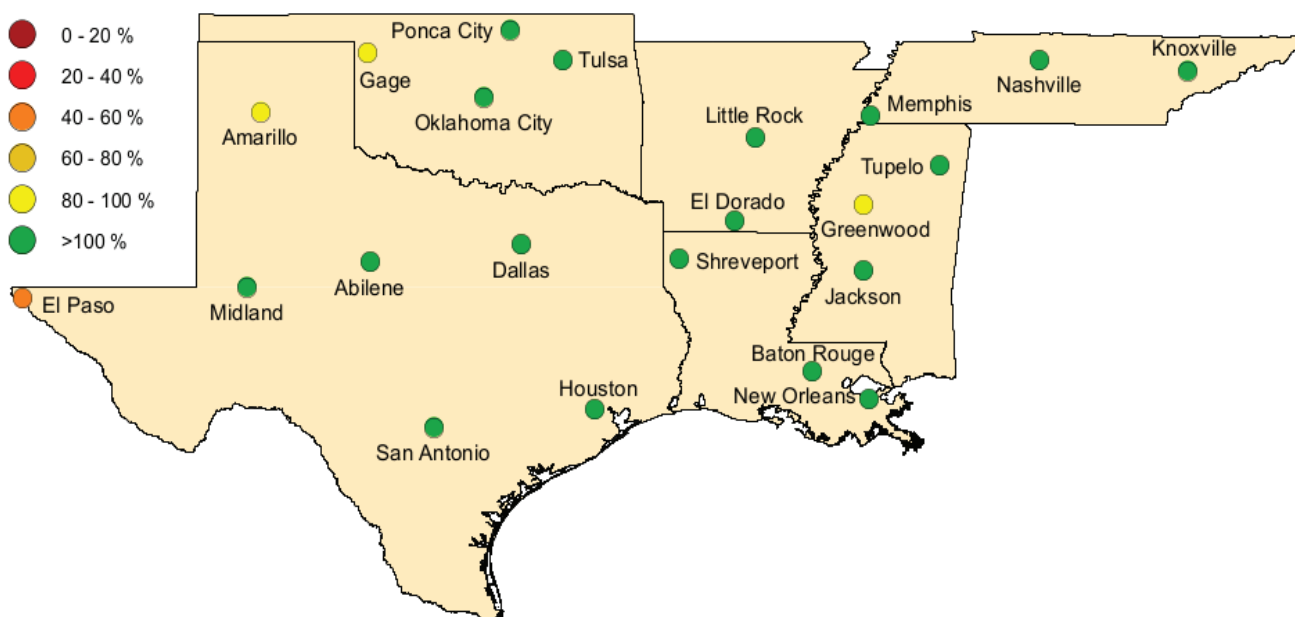 0 - 20 %
20 - 40 %
40 - 60 %
60 - 80 %
80 - 100 %
>100 %
Ponca City
Tulsa
Gage
Oklahoma City
Amarillo
Knoxville
Nashville
Memphis
Little Rock
Tupelo
El Dorado
Greenwood
Dallas
Shreveport
Abilene
Jackson
El Paso
Midland
Baton Rouge
Houston
New Orleans
San Antonio